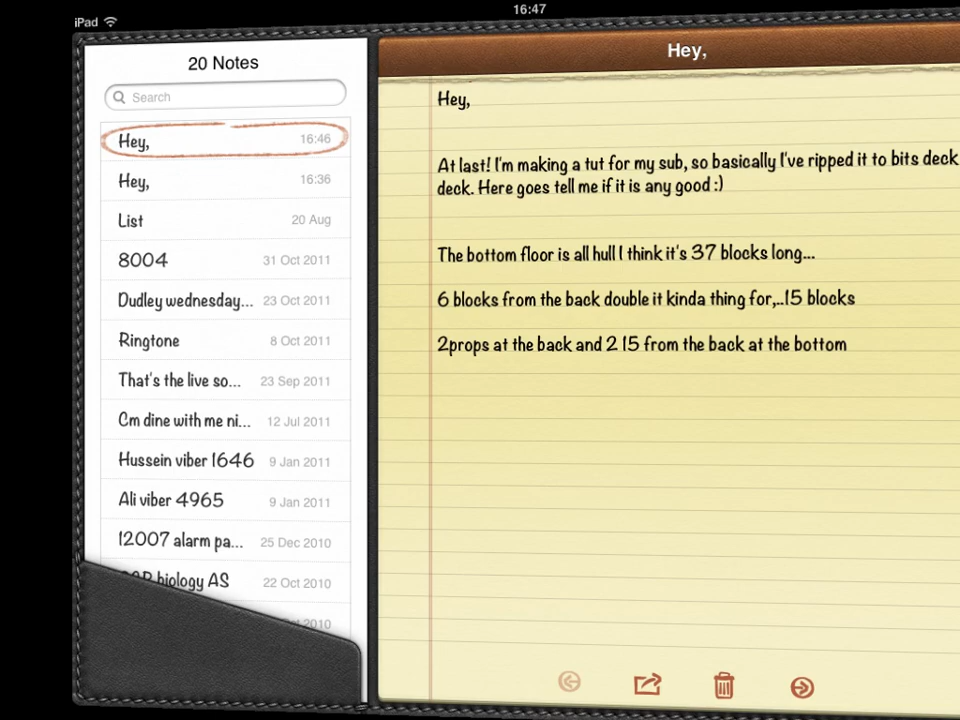 iPad
16:47
20 Notes
Search
Hey, 16:46
Hey, 16:36
List 20 Aug
8004 31 Oct 2011
Dudley wednesday... 23 Oct 2011
Ringtone 8 Oct 2011
That's the live so... 23 Sep 2011
Cm dine with me ni... 12 Jul 2011
Hussein viber 1646 9 Jan 2011
Ali viber 4965 9 Jan 2011
12007 alarm pa... 25 Dec 2010
biology AS 22 Oct 2010
2010
Hey,
Hey,
At last! I'm making a tut for my sub, so basically I've ripped it to bits deck
deck. Here goes tell me if it is any good :)
The bottom floor is all hull I think it's 37 blocks long...
6 blocks from the back double it kinda thing for,..15 blocks
2props at the back and 2 15 from the back at the bottom